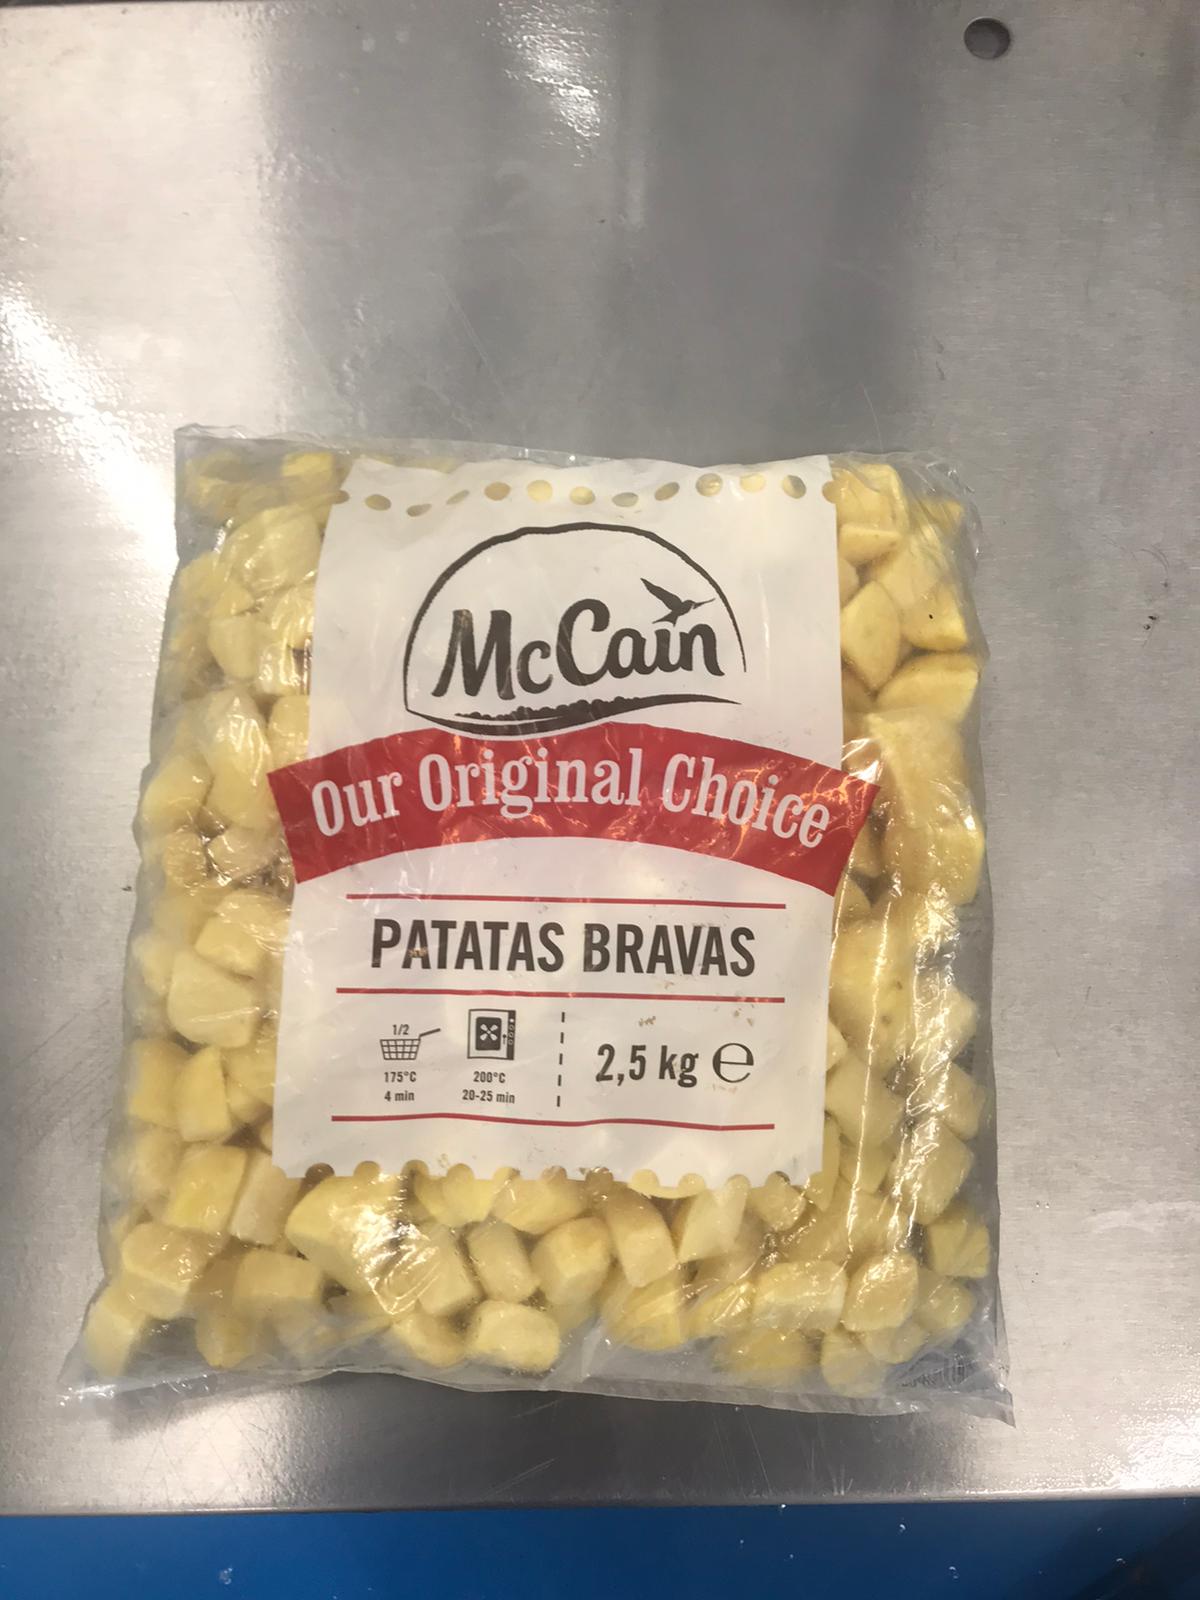 McCain
Our Original Choice
PATATAS BRAVAS
1/2
175°C
4 min
200°C
20-25 min
2,5 kg ℮